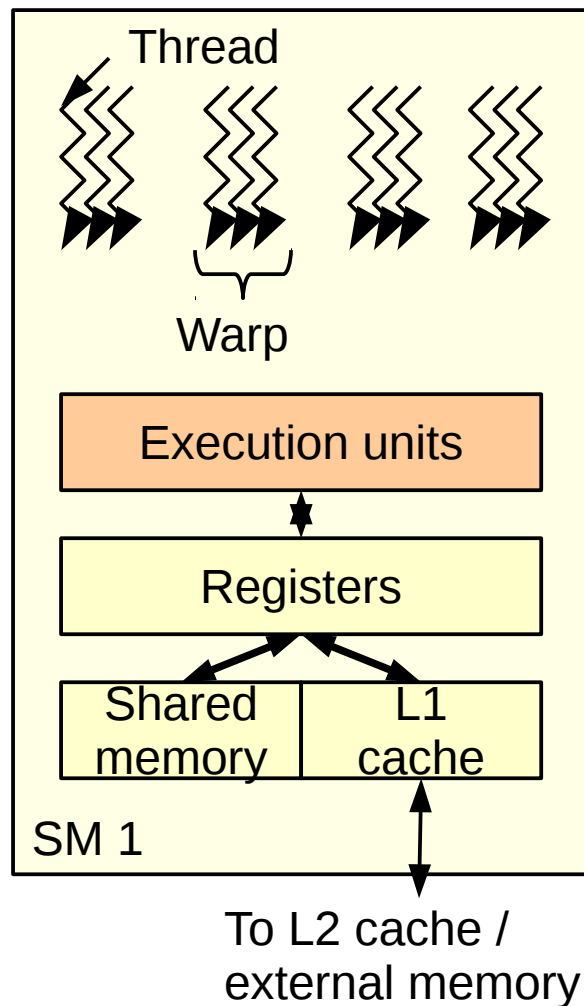 Thread
Warp
Execution units
Registers
Shared
memory
L1
cache
SM 1
To L2 cache /
external memory